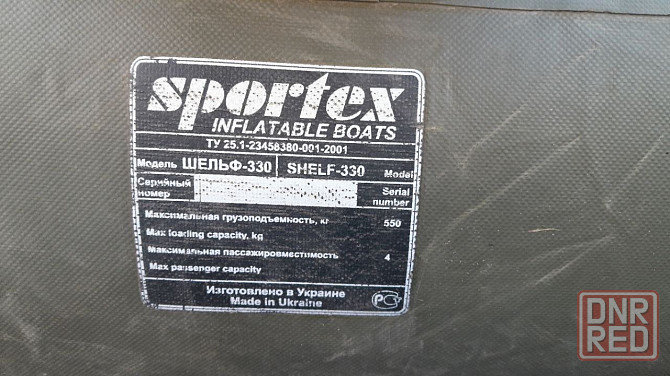 sportex
INFLATABLE BOATS
ТУ 25.1-23458380-001-2001
Модель ШЕЛЬФ-330 SHELF-330 Model
Серийный номер Serial number
Максимальная грузоподъемность, кг 550
Max loading capacity, kg
Максимальная пассажировместимость 4
Max passenger capacity
Изготовлено в Украине
Made in Ukraine
РСТ
DNR
RED